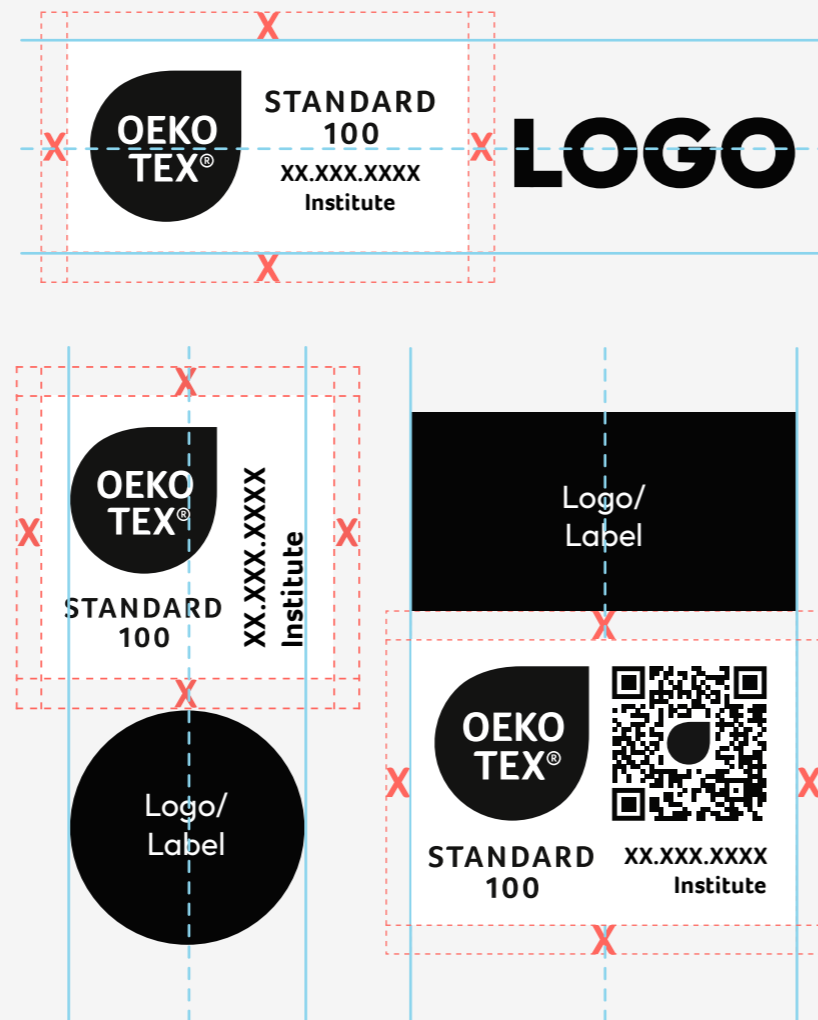 X
OEKO
TEX®
STANDARD
100
XX.XXX.XXXX
Institute
X
X
LOGO
X
X
OEKO
TEX®
STANDARD
100
XX.XXX.XXXX
Institute
X
X
X
Logo/
Label
Logo/
Label
X
OEKO
TEX®
STANDARD
100
XX.XXX.XXXX
Institute
X
X
X